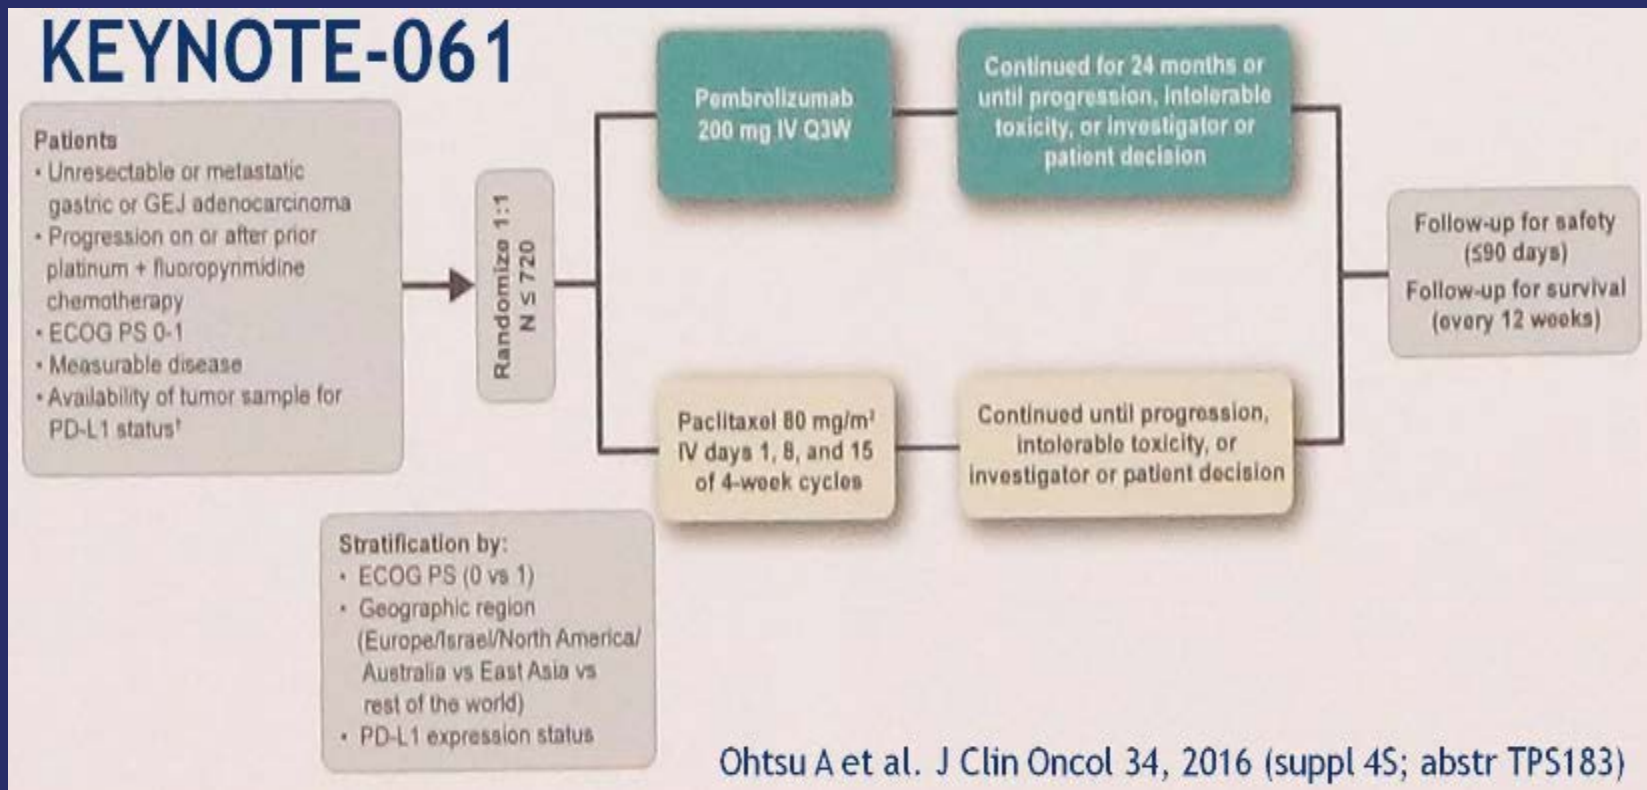 KEYNOTE-061
Patients
• Unresectable or metastatic
gastric or GEJ adenocarcinoma
• Progression on or after prior
platinum + fluoropyrimidine
chemotherapy
• ECOG PS 0-1
• Measurable disease
• Availability of tumor sample for
PD-L1 status†
Randomize 1:1
N ≤ 720
Pembrolizumab
200 mg IV Q3W
Continued for 24 months or
until progression, intolerable
toxicity, or investigator or
patient decision
Paclitaxel 80 mg/m²
IV days 1, 8, and 15
of 4-week cycles
Continued until progression,
intolerable toxicity, or
investigator or patient decision
Follow-up for safety
(≤90 days)
Follow-up for survival
(every 12 weeks)
Stratification by:
• ECOG PS (0 vs 1)
• Geographic region
(Europe/Israel/North America/
Australia vs East Asia vs
rest of the world)
• PD-L1 expression status
Ohtsu A et al. J Clin Oncol 34, 2016 (suppl 4S; abstr TPS183)